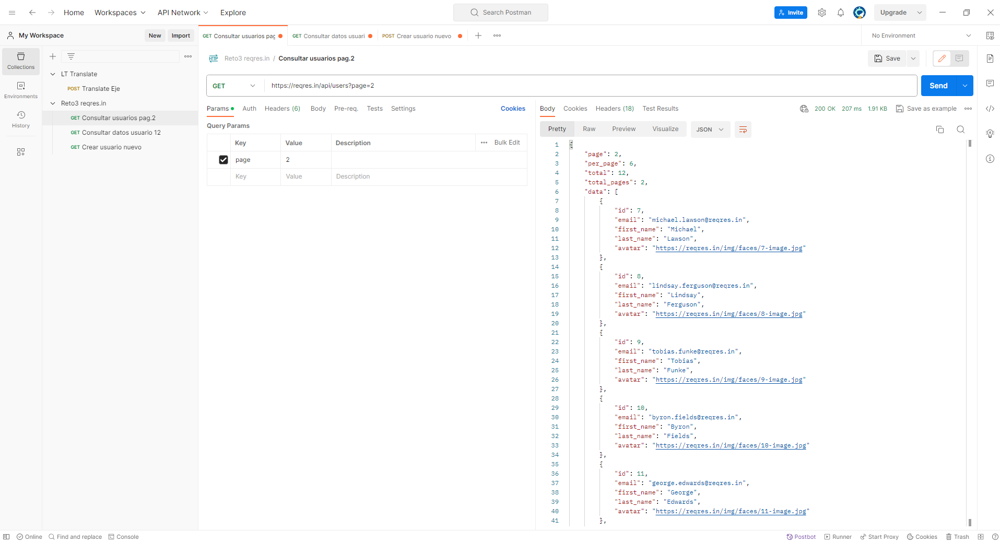 Home
Workspaces
API Network
Explore
Search Postman
Invite
Upgrade
My Workspace
New
Import
GET Consultar usuarios pag
GET Consultar datos usuari
POST Crear usuario nuevo
No Environment
Collections
Environments
History
LT Translate
POST Translate Eje
Reto3 reqres.in
GET Consultar usuarios pag.2
GET Consultar datos usuario 12
GET Crear usuario nuevo
HTTP Reto3 reqres.in / Consultar usuarios pag.2
Save
GET https://reqres.in/api/users?page=2
Send
Params Auth Headers (6) Body Pre-req. Tests Settings Cookies
Query Params
Key Value Description Bulk Edit
page 2
Key Value Description
Body Cookies Headers (18) Test Results
200 OK 207 ms 1.91 KB Save as example
Pretty Raw Preview Visualize JSON
1 {
2 "page": 2,
3 "per_page": 6,
4 "total": 12,
5 "total_pages": 2,
6 "data": [
7 {
8 "id": 7,
9 "email": "michael.lawson@reqres.in",
10 "first_name": "Michael",
11 "last_name": "Lawson",
12 "avatar": "https://reqres.in/img/faces/7-image.jpg"
13 },
14 {
15 "id": 8,
16 "email": "lindsay.ferguson@reqres.in",
17 "first_name": "Lindsay",
18 "last_name": "Ferguson",
19 "avatar": "https://reqres.in/img/faces/8-image.jpg"
20 },
21 {
22 "id": 9,
23 "email": "tobias.funke@reqres.in",
24 "first_name": "Tobias",
25 "last_name": "Funke",
26 "avatar": "https://reqres.in/img/faces/9-image.jpg"
27 },
28 {
29 "id": 10,
30 "email": "byron.fields@reqres.in",
31 "first_name": "Byron",
32 "last_name": "Fields",
33 "avatar": "https://reqres.in/img/faces/10-image.jpg"
34 },
35 {
36 "id": 11,
37 "email": "george.edwards@reqres.in",
38 "first_name": "George",
39 "last_name": "Edwards",
40 "avatar": "https://reqres.in/img/faces/11-image.jpg"
41 },
Online Find and replace Console
Postbot Runner Start Proxy Cookies Trash